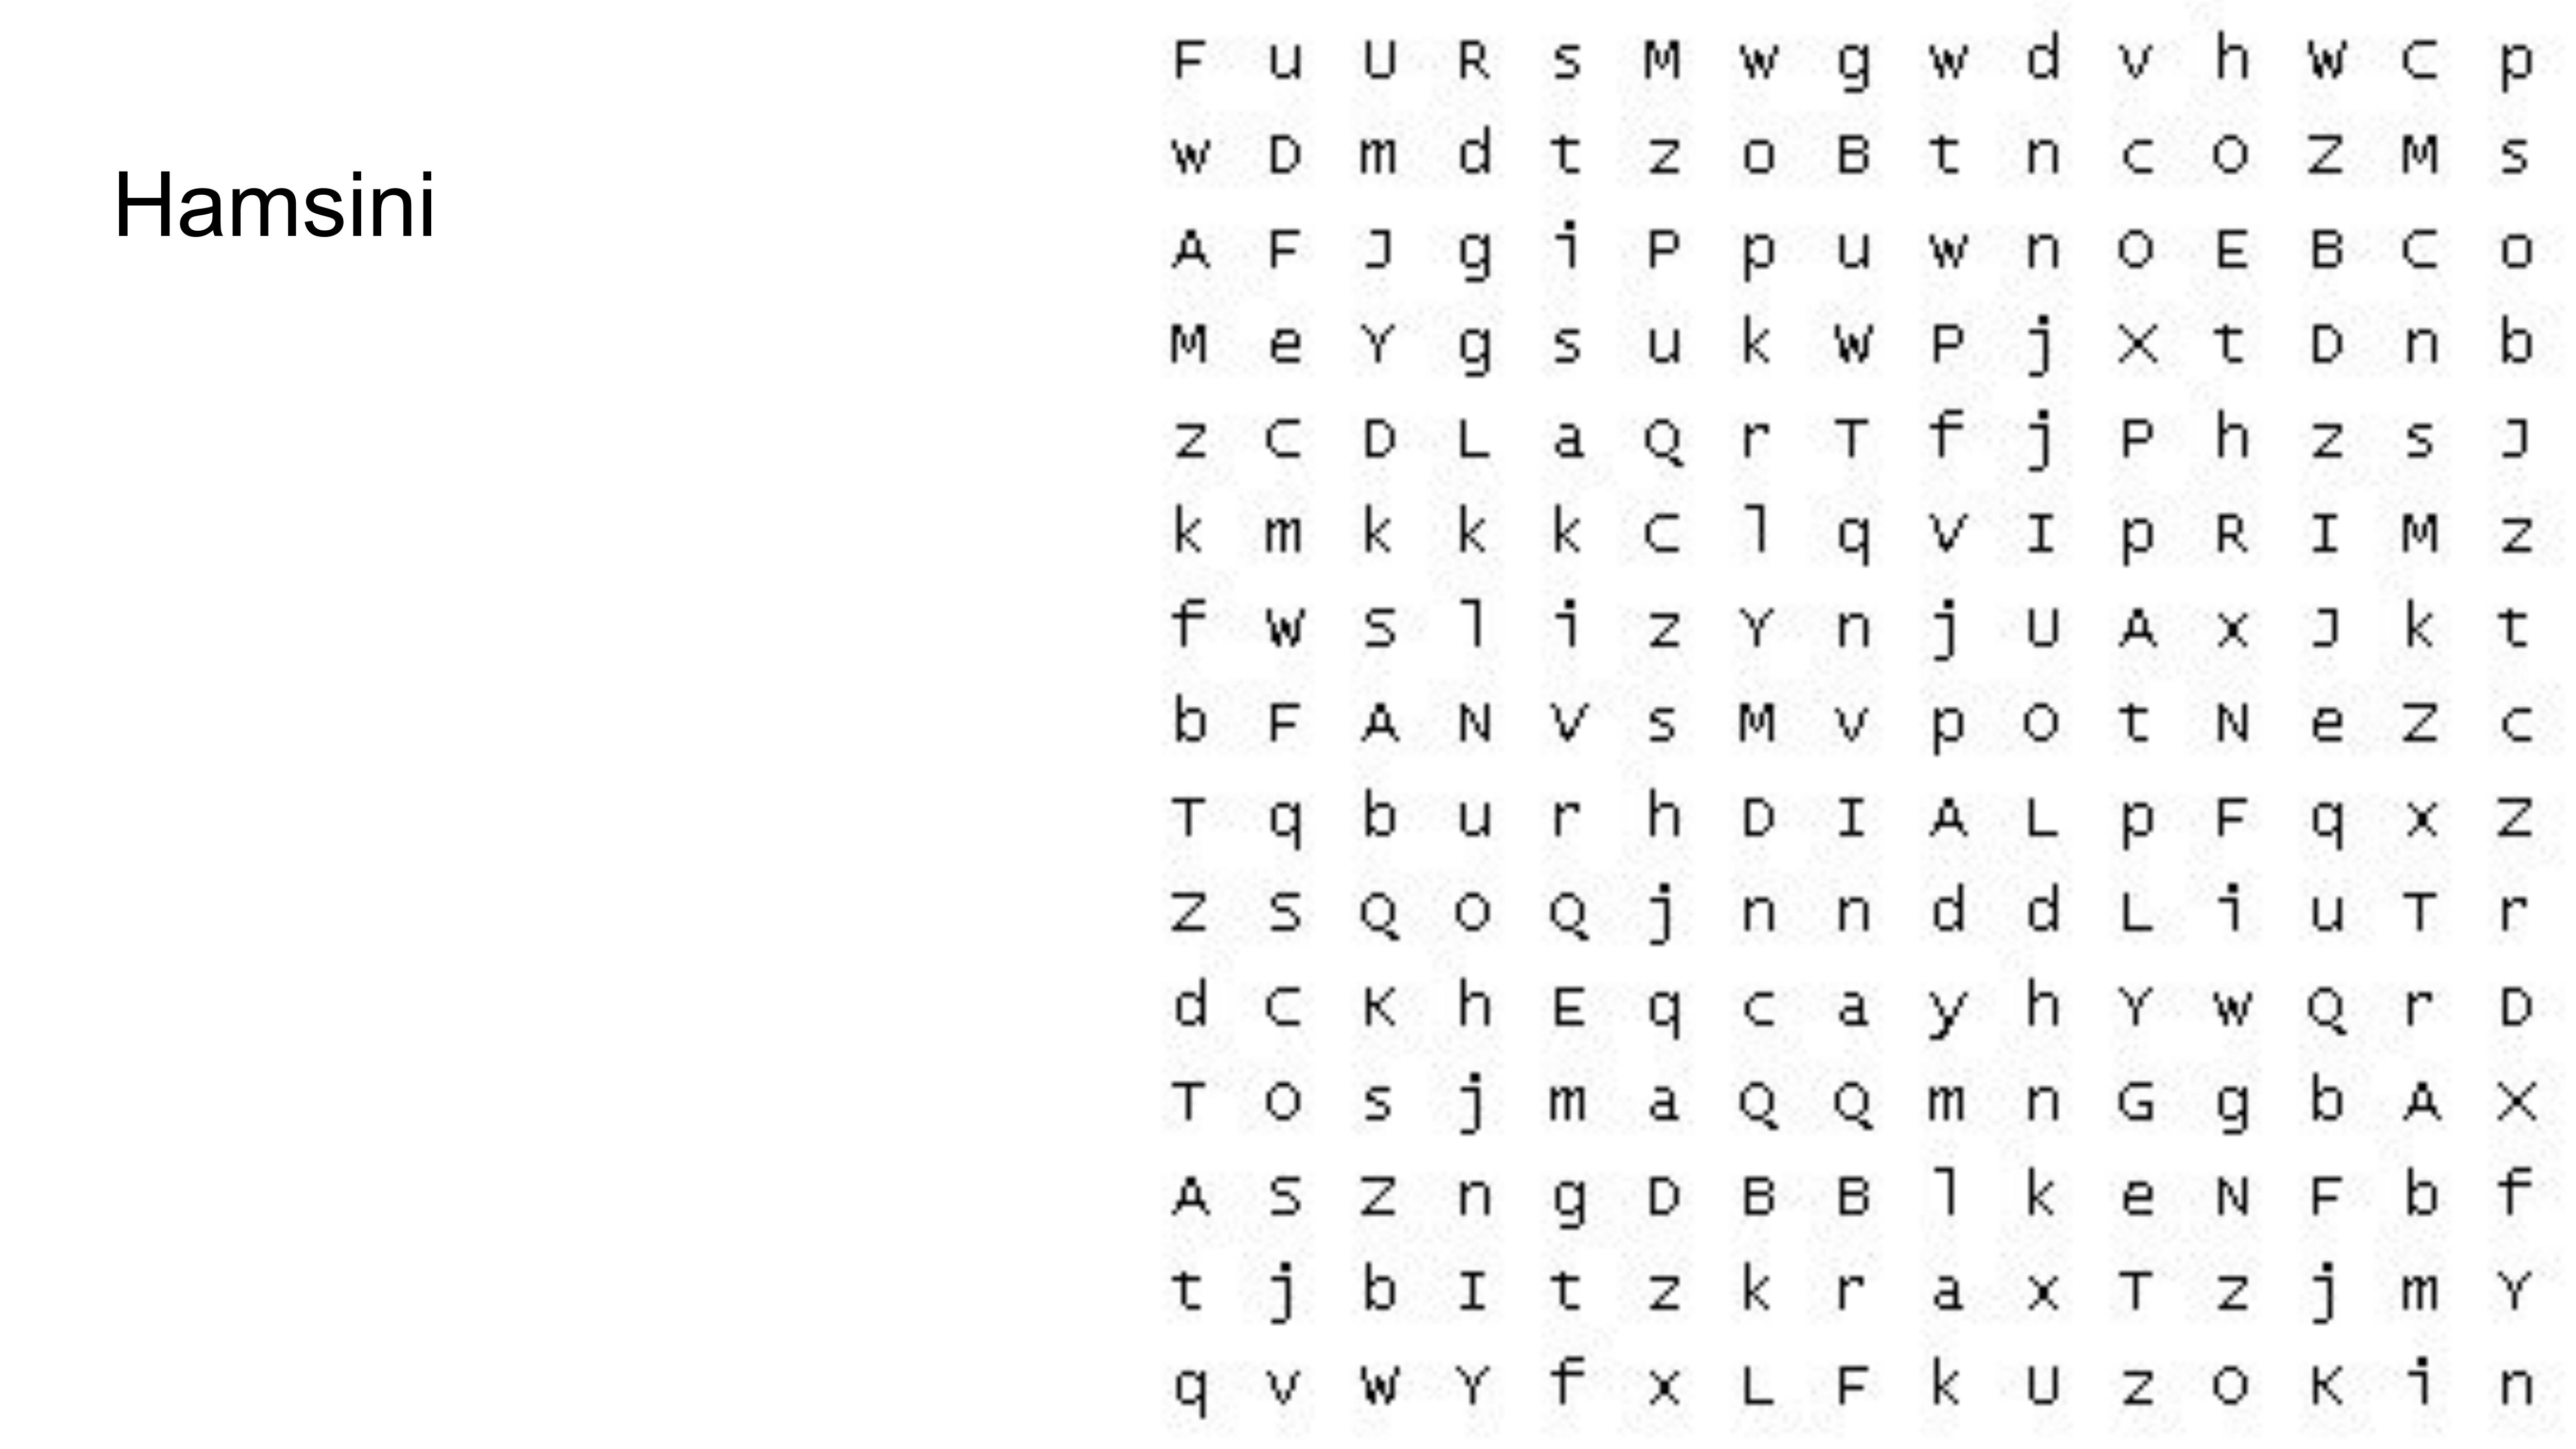 Hamsini
F u U R s M w g w d v h W C p
w D m d t z o B t n c O Z M s
A F J g i P p u w n O E B C o
M e Y g s u k W P j X t D n b
z C D L a Q r T f j P h z s J
k m k k k C l q V I p R I M z
f W S l i z Y n j U A x J k t
b F A N V s M v p O t N e Z c
T q b u r h D I A L p F q x Z
Z S Q O Q j n n d d L i u T r
d C K h E q c a y h Y w Q r D
T O s j m a Q Q m n G g b A X
A S Z n g D B B l k e N F b f
t j b I t z k r a x T z j m Y
q v W Y f x L F k U z O K i n